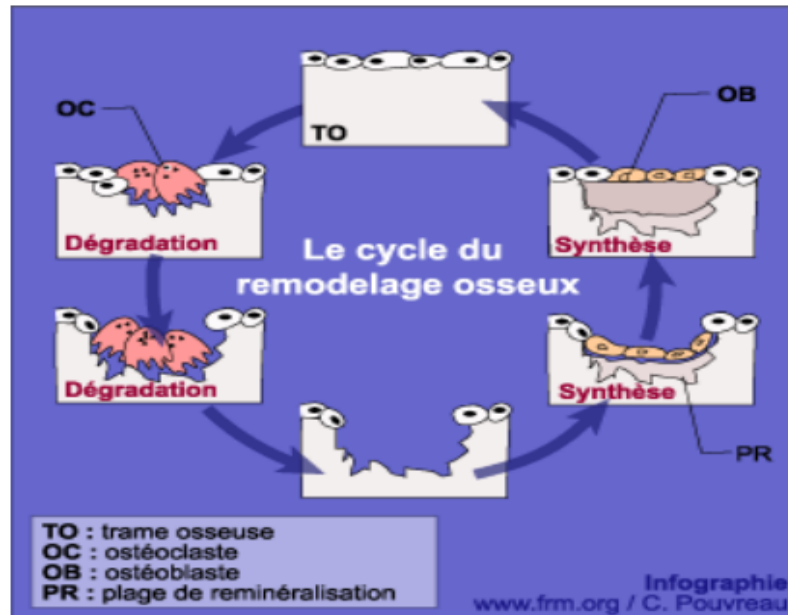 OC
TO
OB
Dégradation
Synthèse
Le cycle du
remodelage osseux
Dégradation
Synthèse
PR
TO : trame osseuse
OC : ostéoclaste
OB : ostéoblaste
PR : plage de reminéralisation
Infographie
www.frm.org / C. Pouvreau